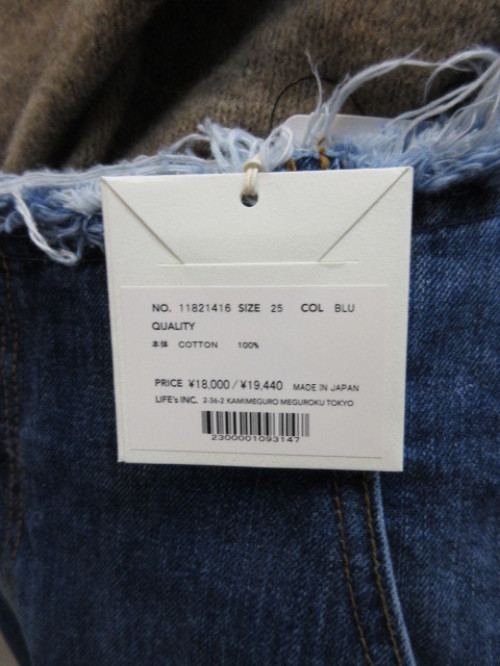 NO. 11821416 SIZE 25 COL BLU
QUALITY
本体 COTTON 100%
PRICE ¥18,000/¥19,440 MADE IN JAPAN
LIFE's INC. 2-36-2 KAMIMEGURO MEGUROKU TOKYO
2300001093147